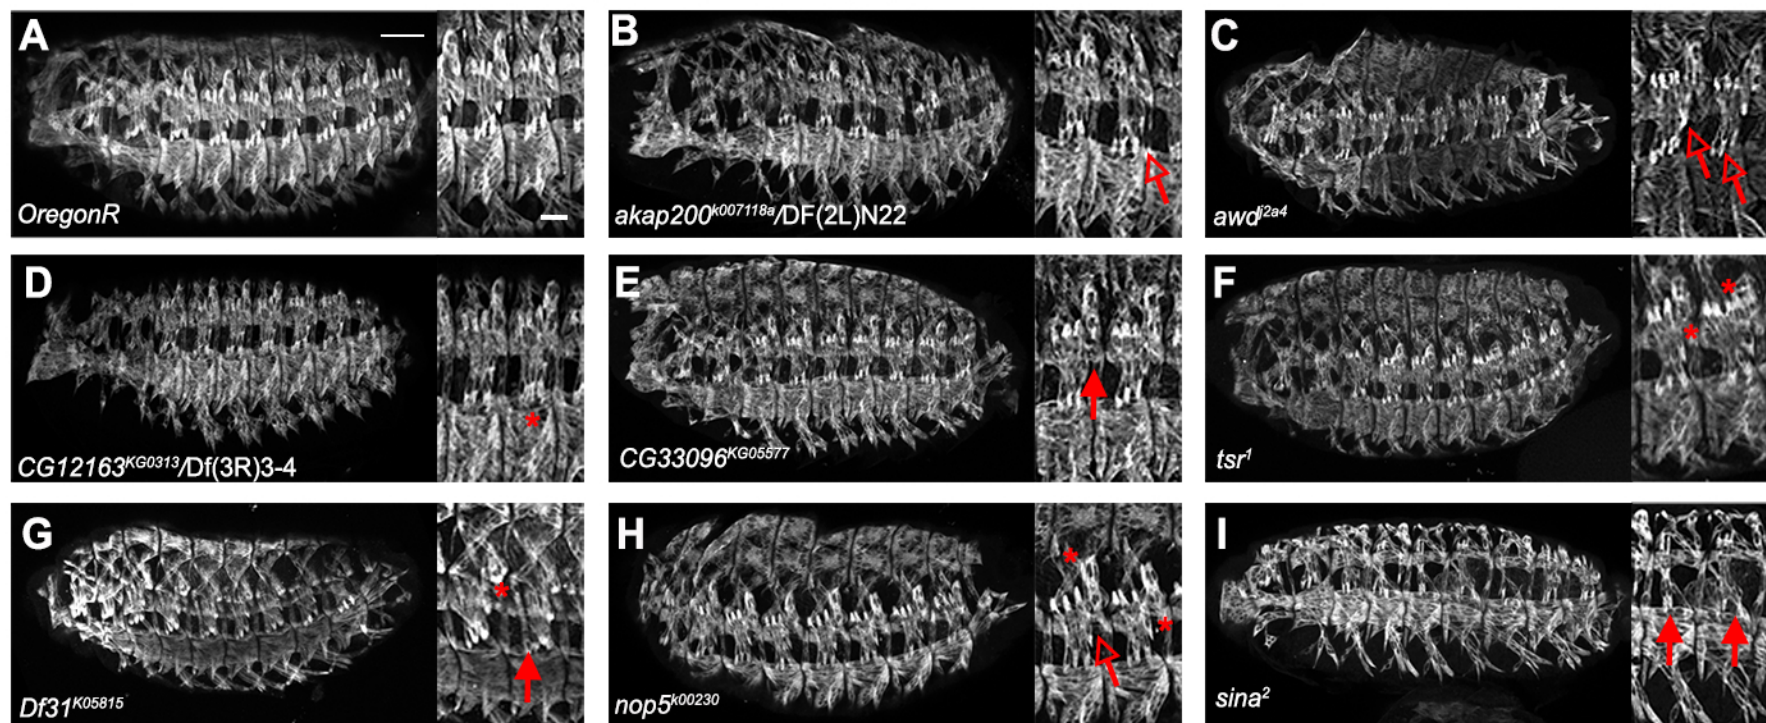 A
OregonR
B
akap200k007118a/DF(2L)N22
C
awdj2a4
D
CG12163KG0313/Df(3R)3-4
*
E
CG33096KG05577
F
tsr1
*
*
G
Df31K05815
*
H
nop5k00230
*
*
I
sina2